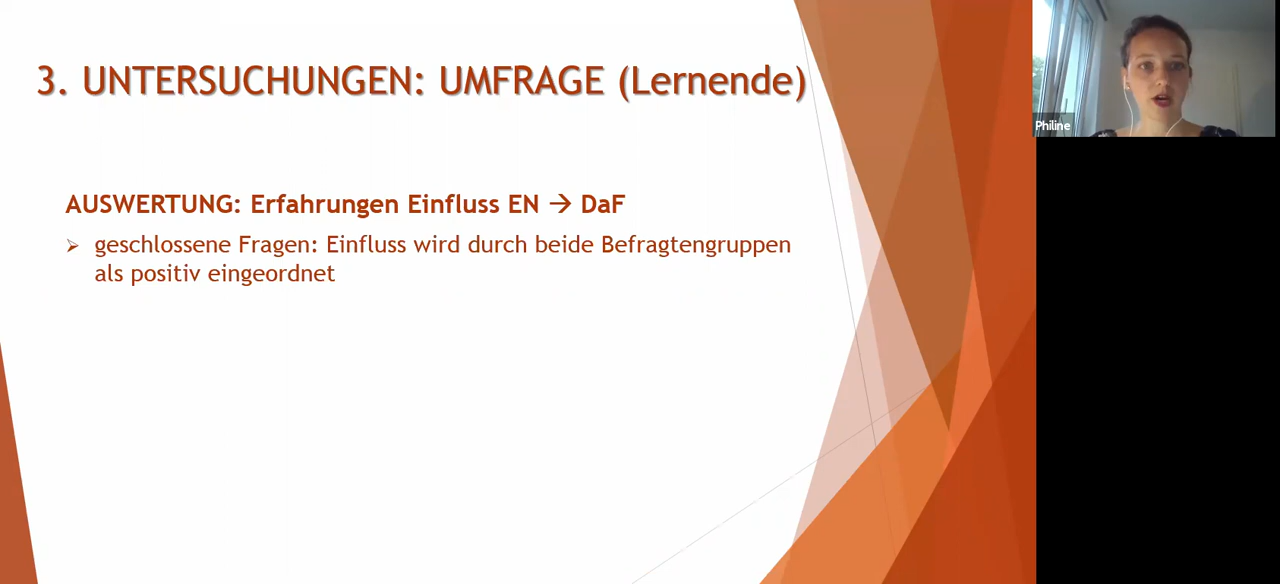 3. UNTERSUCHUNGEN: UMFRAGE (Lernende)
AUSWERTUNG: Erfahrungen Einfluss EN → DaF
geschlossene Fragen: Einfluss wird durch beide Befragtengruppen
als positiv eingeordnet
Philine